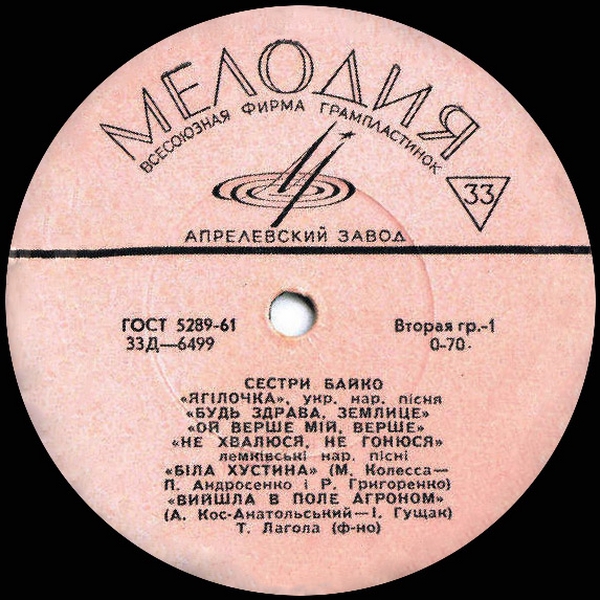 МЕЛОДИЯ
ВСЕСОЮЗНАЯ ФИРМА ГРАМПЛАСТИНОК
33
АПРЕЛЕВСКИЙ ЗАВОД
ГОСТ 5289-61 Вторая гр.-1
33Д—6499 0-70
СЕСТРИ БАЙКО
«ЯГІЛОЧКА», укр. нар. пісня
«БУДЬ ЗДРАВА, ЗЕМЛИЦЕ»
«ОЙ ВЕРШЕ МІЙ, ВЕРШЕ»
«НЕ ХВАЛЮСЯ, НЕ ГОНЮСЯ»
лемківські нар. пісні
«БІЛА ХУСТИНА» (М. Колесса—
П. Андросенко і Р. Григоренко)
«ВИЙШЛА В ПОЛЕ АГРОНОМ»
(А. Кос-Анатольський—І. Гущак)
Т. Лагола (ф-но)